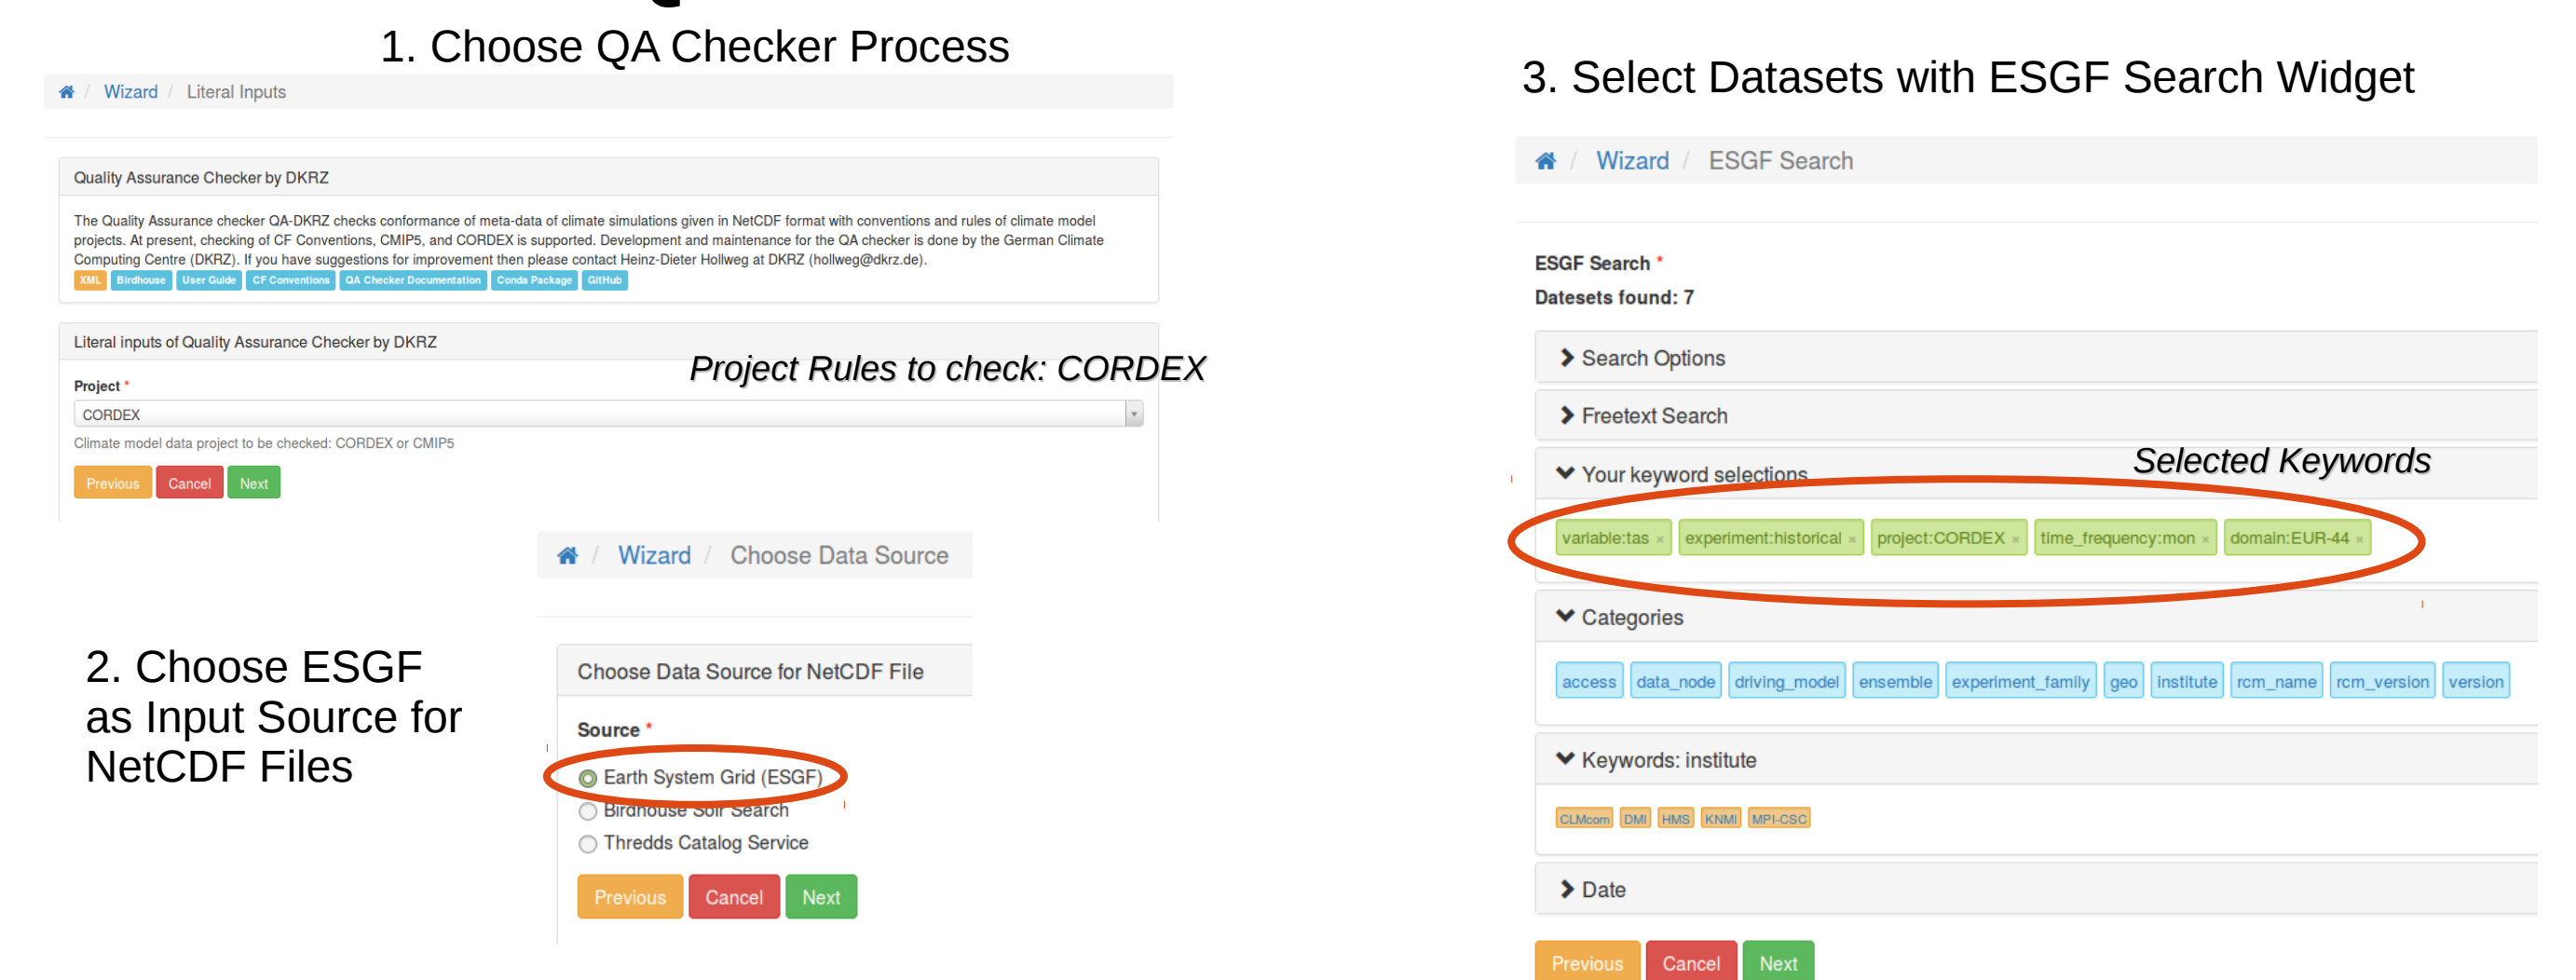 1. Choose QA Checker Process
Wizard / Literal Inputs
Quality Assurance Checker by DKRZ
The Quality Assurance checker QA-DKRZ checks conformance of meta-data of climate simulations given in NetCDF format with conventions and rules of climate model
projects. At present, checking of CF Conventions, CMIP5, and CORDEX is supported. Development and maintenance for the QA checker is done by the German Climate
Computing Centre (DKRZ). If you have suggestions for improvement then please contact Heinz-Dieter Hollweg at DKRZ (hollweg@dkrz.de).
XML Birdhouse User Guide CF Conventions QA Checker Documentation Conda Package GitHub
Literal inputs of Quality Assurance Checker by DKRZ
Project Rules to check: CORDEX
Project *
CORDEX
Climate model data project to be checked: CORDEX or CMIP5
Previous Cancel Next
2. Choose ESGF
as Input Source for
NetCDF Files
/ Wizard / Choose Data Source
Choose Data Source for NetCDF File
Source *
Earth System Grid (ESGF)
Birdhouse Solr Search
Thredds Catalog Service
Previous Cancel Next
3. Select Datasets with ESGF Search Widget
/ Wizard / ESGF Search
ESGF Search *
Datesets found: 7
Search Options
Freetext Search
Your keyword selections
Selected Keywords
variable:tas × experiment:historical × project:CORDEX × time_frequency:mon × domain:EUR-44 ×
Categories
access data_node driving_model ensemble experiment_family geo institute rcm_name rcm_version version
Keywords: institute
CLMcom DMI HMS KNMI MPI-CSC
Date
Previous Cancel Next